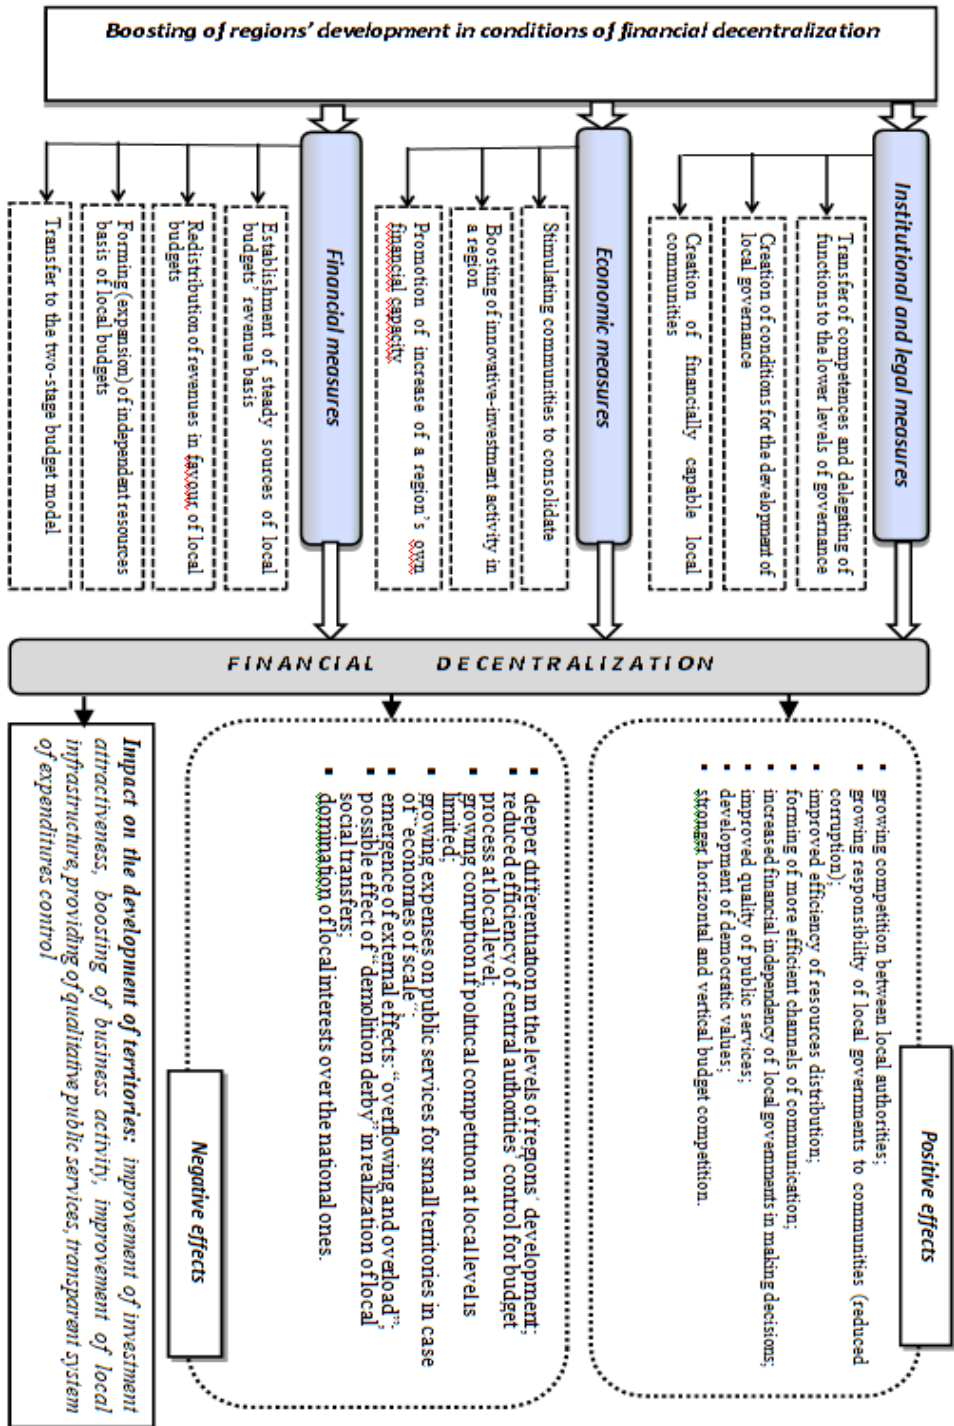 Boosting of regions' development in conditions of financial decentralization
Institutional and legal measures
Transfer of competences and delegating of
functions to the lower levels of governance
Creation of conditions for the development of
local governance
Creation of financially capable local
communities
Economic measures
Stimulating communities to consolidate
Boosting of innovative-investment activity in
a region
Promotion of increase of a region's own
financial capacity
Financial measures
Establishment of steady sources of local
budgets' revenue basis
Radistribution of revenues in favour of local
budgets
Forming (expansion) of independent resources
basis of local budgets
Transfer to the two-stage budget model
FINANCIAL DECENTRALIZATION
Positive effects
▪ growing competition between local authorities;
▪ growing responsibility of local governments to communities (reduced
corruption);
▪ improved efficiency of resources distribution;
▪ forming of more efficient channels of communication;
▪ increased financial independency of local governments in making decisions;
▪ improved quality of public services;
▪ development of democratic values;
▪ stronger horizontal and vertical budget competition.
Negative effects
▪ deeper differentiation in the levels of regions' development;
▪ reduced efficiency of central authorities' control for budget
process at local level;
▪ growing corruption if political competition at local level is
limited;
▪ growing expenses on public services for small territories in case
of "economies of scale";
▪ emergence of external effects: "overflowing and overload";
▪ possible effect of "demolition derby" in realization of local
social transfers;
▪ domination of local interests over the national ones.
Impact on the development of territories: improvement of investment
attractiveness, boosting of business activity, improvement of local
infrastructure, providing of qualitative public services, transparent system
of expenditures control